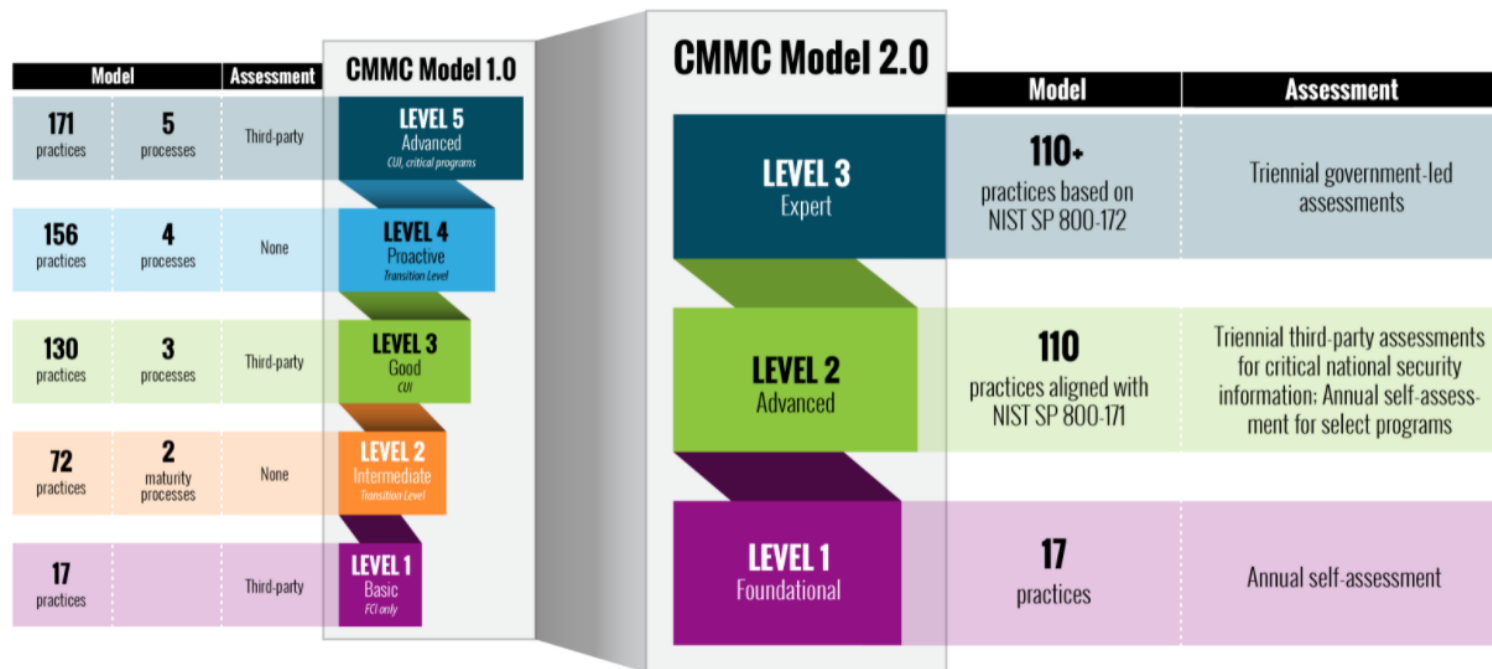 CMMC Model 1.0
Model
Assessment
171
practices
5
processes
Third-party
LEVEL 5
Advanced
CUI, critical programs
156
practices
4
processes
None
LEVEL 4
Proactive
Transition Level
130
practices
3
processes
Third-party
LEVEL 3
Good
CUI
72
practices
2
maturity
processes
None
LEVEL 2
Intermediate
Transition Level
17
practices
Third-party
LEVEL 1
Basic
FCI only
CMMC Model 2.0
Model
Assessment
LEVEL 3
Expert
110+
practices based on
NIST SP 800-172
Triennial government-led
assessments
LEVEL 2
Advanced
110
practices aligned with
NIST SP 800-171
Triennial third-party assessments
for critical national security
information; Annual self-assess-
ment for select programs
LEVEL 1
Foundational
17
practices
Annual self-assessment